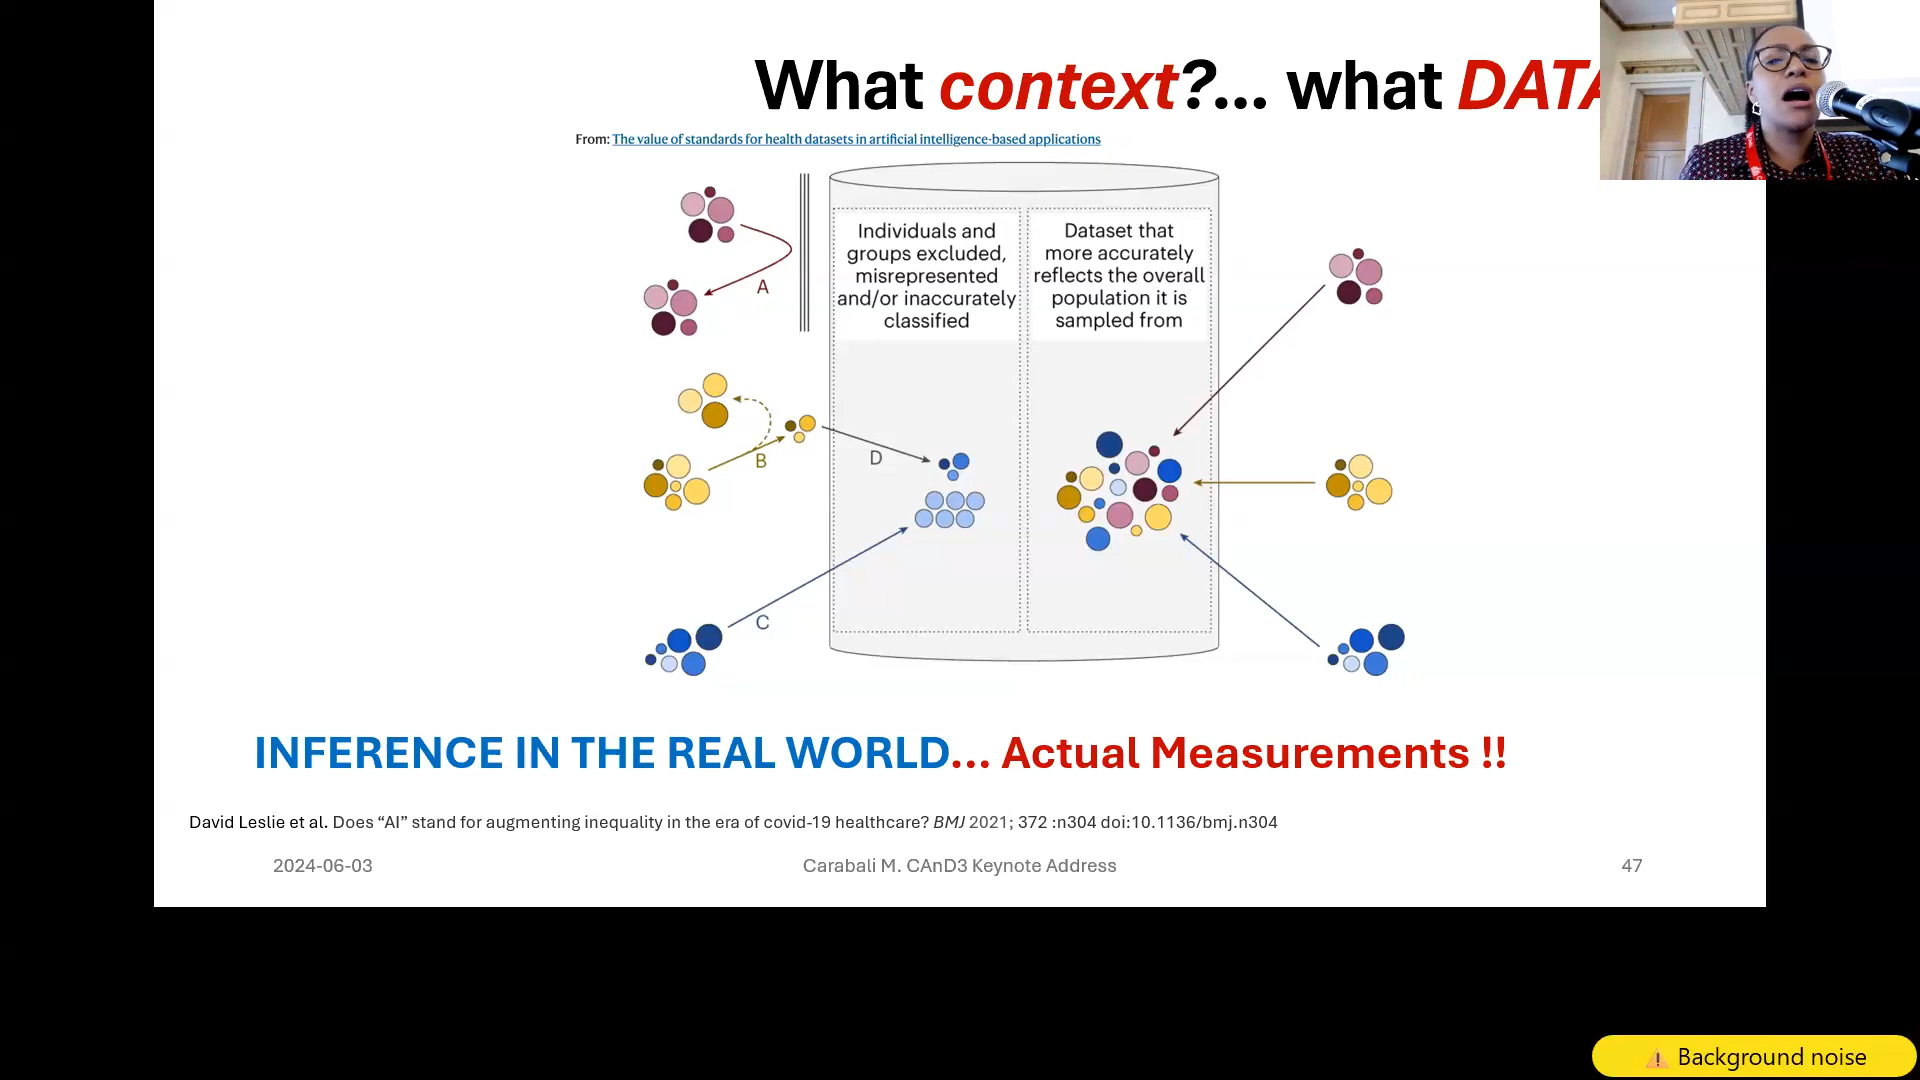 What context?... what DATA
From: The value of standards for health datasets in artificial intelligence-based applications
Individuals and
groups excluded,
misrepresented
and/or inaccurately
classified
Dataset that
more accurately
reflects the overall
population it is
sampled from
A
B
D
C
INFERENCE IN THE REAL WORLD... Actual Measurements !!
David Leslie et al. Does “AI” stand for augmenting inequality in the era of covid-19 healthcare? BMJ 2021; 372 :n304 doi:10.1136/bmj.n304
2024-06-03
Carabali M. CAnD3 Keynote Address
47
Background noise